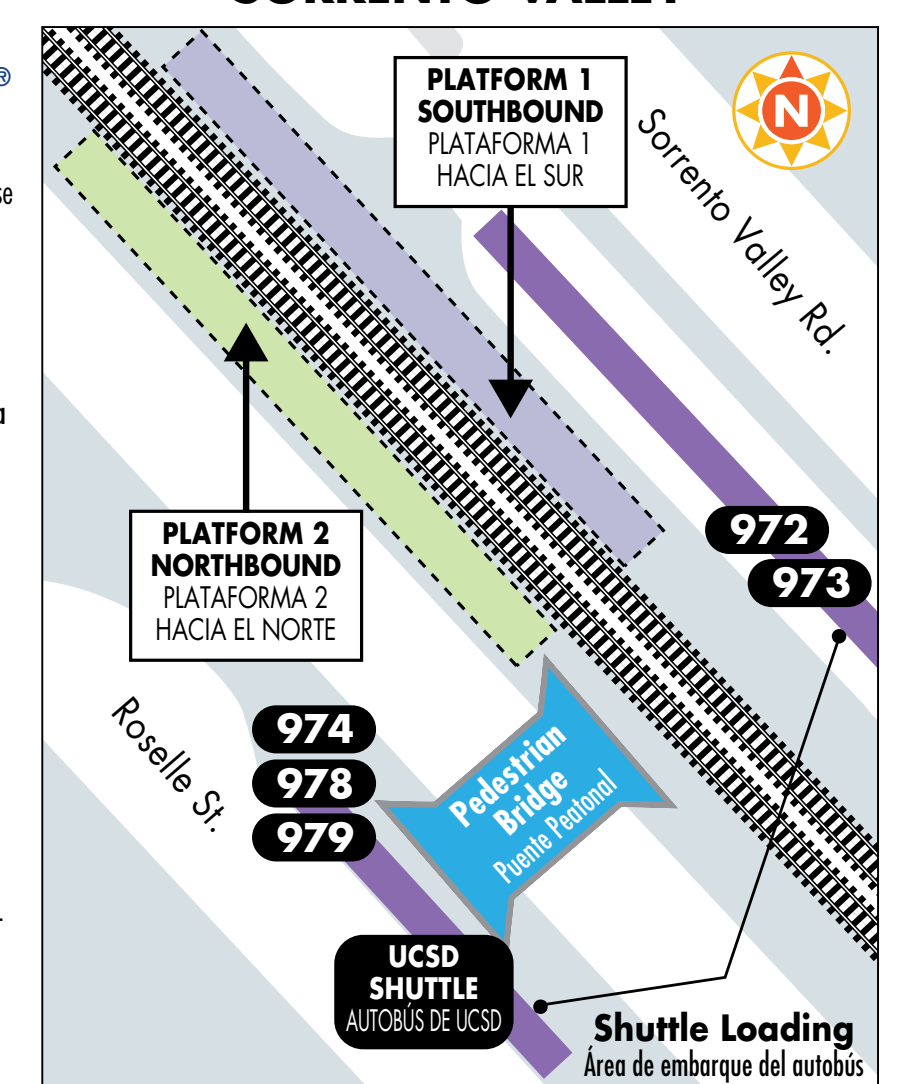 ®
se
a
PLATFORM 1
SOUTHBOUND
PLATAFORMA 1
HACIA EL SUR
N
Sorrento Valley Rd.
PLATFORM 2
NORTHBOUND
PLATAFORMA 2
HACIA EL NORTE
972
973
Roselle St.
974
978
979
Pedestrian
Bridge
Puente Peatonal
UCSD
SHUTTLE
AUTOBÚS DE UCSD
Shuttle Loading
Área de embarque del autobús